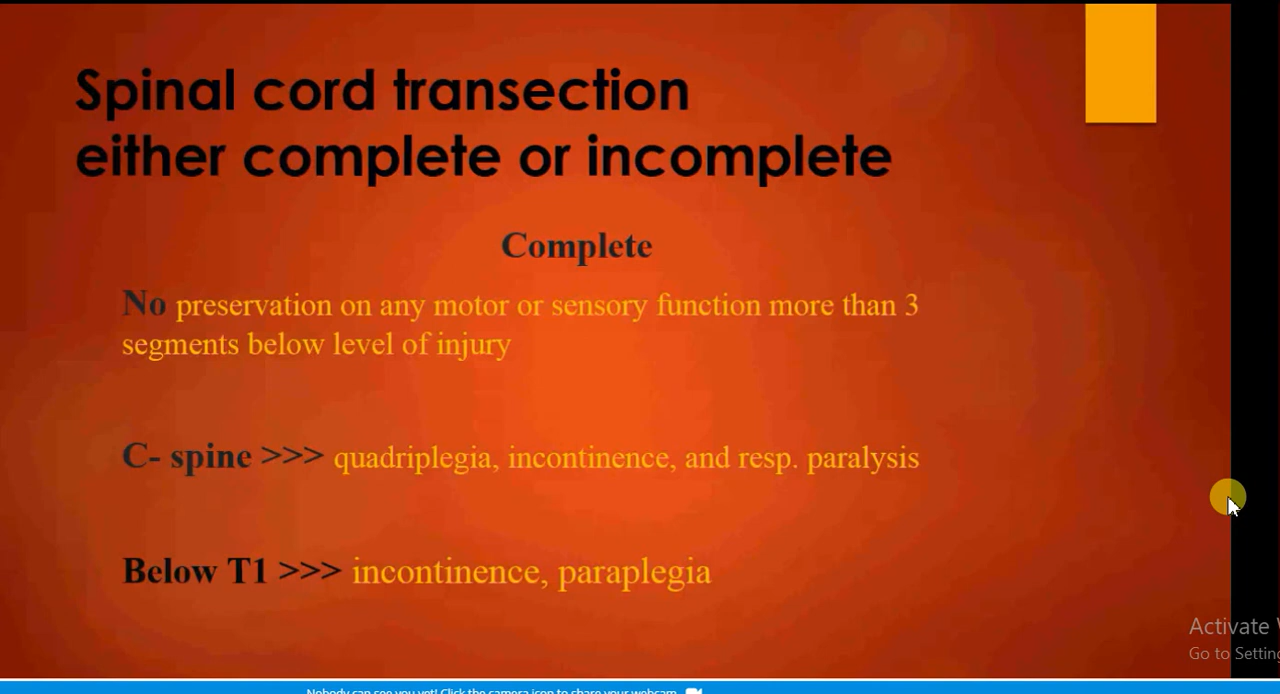 Spinal cord transection
either complete or incomplete
Complete
No preservation on any motor or sensory function more than 3
segments below level of injury
C- spine >>> quadriplegia, incontinence, and resp. paralysis
Below T1 >>> incontinence, paraplegia
Activate
Go to Setting
Nobody can see you yet! Click the camera icon to share your webcam.